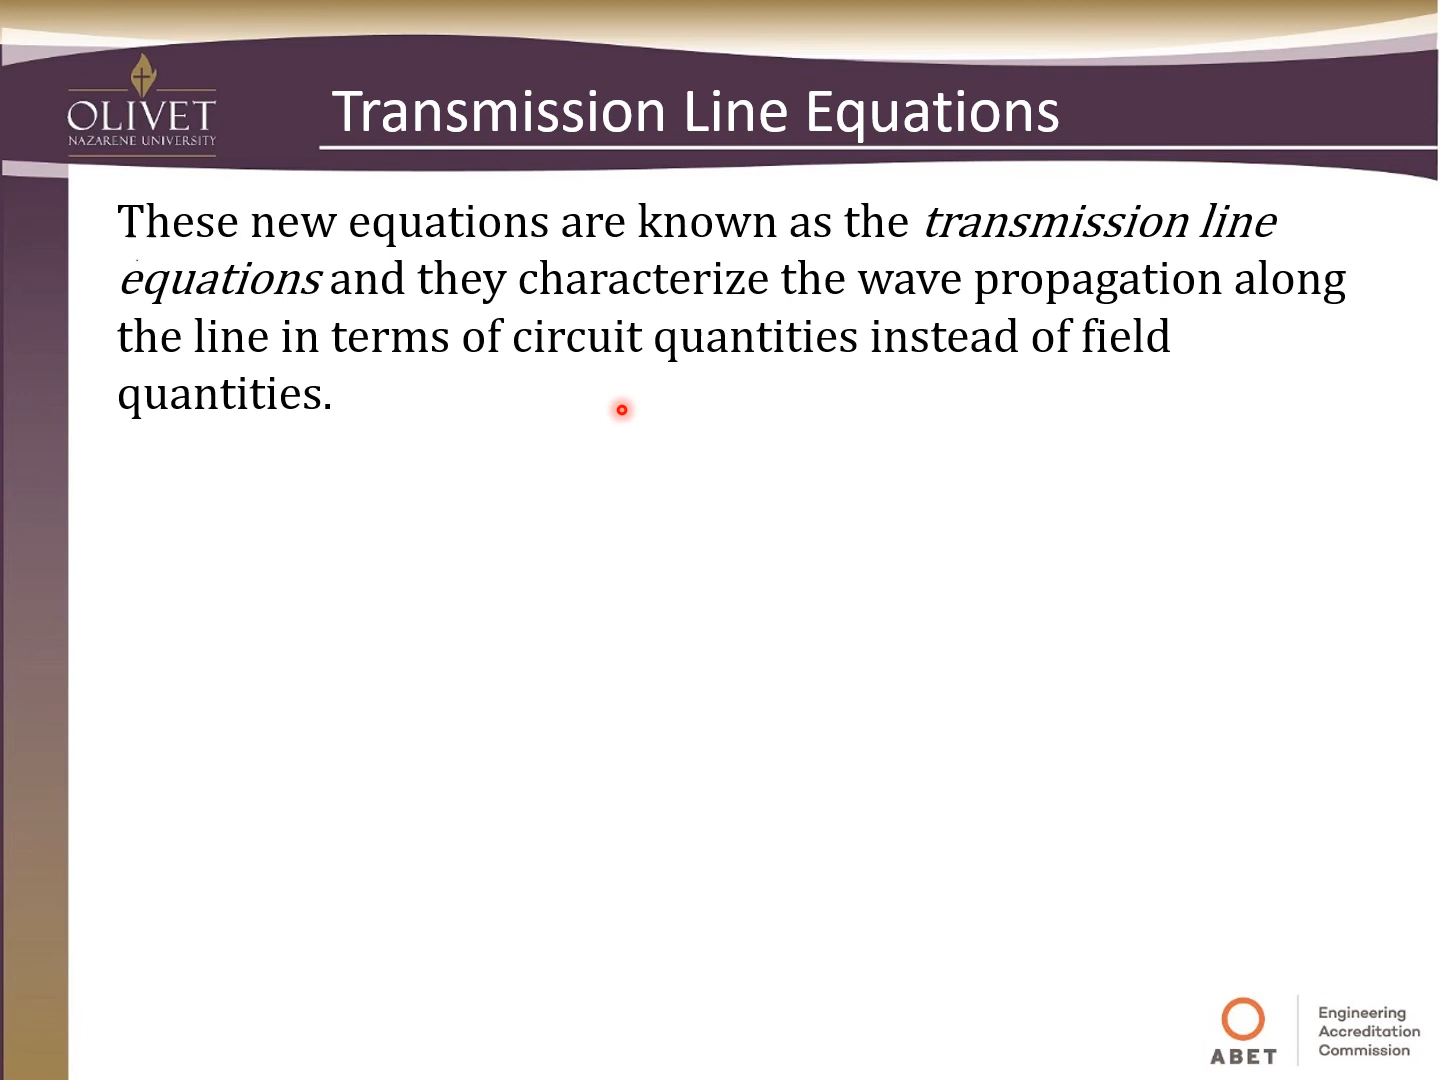 OLIVET
NAZARENE UNIVERSITY
Transmission Line Equations
These new equations are known as the transmission line
equations and they characterize the wave propagation along
the line in terms of circuit quantities instead of field
quantities.
ABET
Engineering
Accreditation
Commission